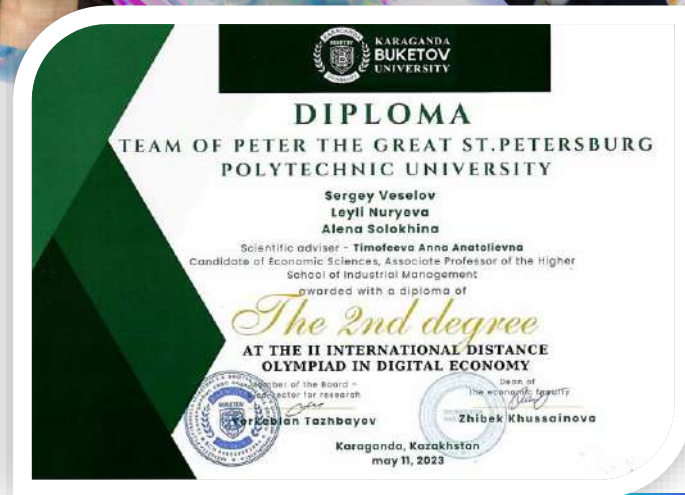 KARAGANDA
BUKETOV
UNIVERSITY
DIPLOMA
TEAM OF PETER THE GREAT ST.PETERSBURG
POLYTECHNIC UNIVERSITY
Sergey Veselov
Leyli Nuryeva
Alena Solokhina
Scientific adviser - Timofeeva Anna Anatolievna
Candidate of Economic Sciences, Associate Professor of the Higher
School of Industrial Management
awarded with a diploma of
The 2nd degree
AT THE II INTERNATIONAL DISTANCE
OLYMPIAD IN DIGITAL ECONOMY
of the Board -
for research
Dean of
the economic faculty
Tazhbayev
Zhibek Khussainova
Karaganda, Kazakhstan
may 11, 2023